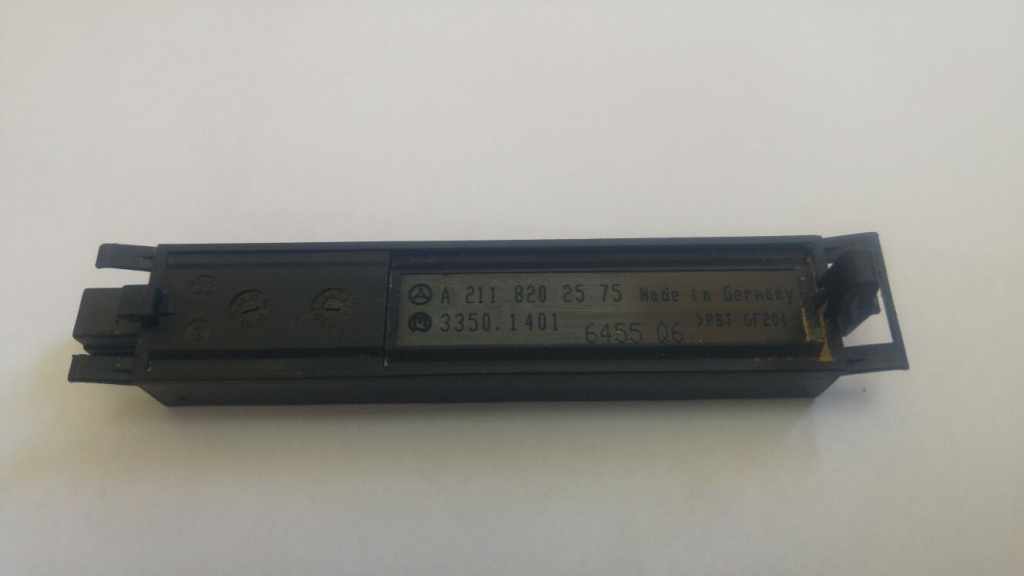 A 211 820 25 75 Made in Germany
3350.1401 >PBT GF20<
6455 Q6